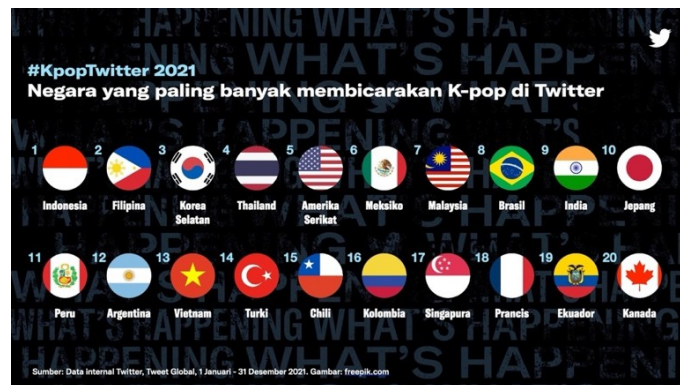 #KpopTwitter 2021
Negara yang paling banyak membicarakan K-pop di Twitter
1 2 3 4 5 6 7 8 9 10
Indonesia Filipina Korea Selatan Thailand Amerika Serikat Meksiko Malaysia Brasil India Jepang
11 12 13 14 15 16 17 18 19 20
Peru Argentina Vietnam Turki Chili Kolombia Singapura Prancis Ekuador Kanada
Sumber: Data internal Twitter, Tweet Global, 1 Januari - 31 Desember 2021. Gambar: freepik.com